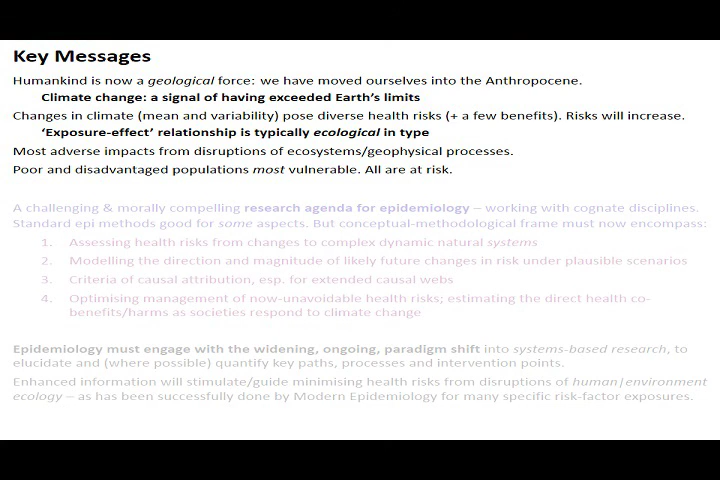 Key Messages
Humankind is now a geological force: we have moved ourselves into the Anthropocene.
Climate change: a signal of having exceeded Earth's limits
Changes in climate (mean and variability) pose diverse health risks (+ a few benefits). Risks will increase.
'Exposure-effect' relationship is typically ecological in type
Most adverse impacts from disruptions of ecosystems/geophysical processes.
Poor and disadvantaged populations most vulnerable. All are at risk.
A challenging & morally compelling research agenda for epidemiology – working with cognate disciplines.
Standard epi methods good for some aspects. But conceptual-methodological frame must now encompass:
1. Assessing health risks from changes to complex dynamic natural systems
2. Modelling the direction and magnitude of likely future changes in risk under plausible scenarios
3. Criteria of causal attribution, esp. for extended causal webs
4. Optimising management of now-unavoidable health risks; estimating the direct health co-
benefits/harms as societies respond to climate change
Epidemiology must engage with the widening, ongoing, paradigm shift into systems-based research, to
elucidate and (where possible) quantify key paths, processes and intervention points.
Enhanced information will stimulate/guide minimising health risks from disruptions of human/environment
ecology – as has been successfully done by Modern Epidemiology for many specific risk-factor exposures.